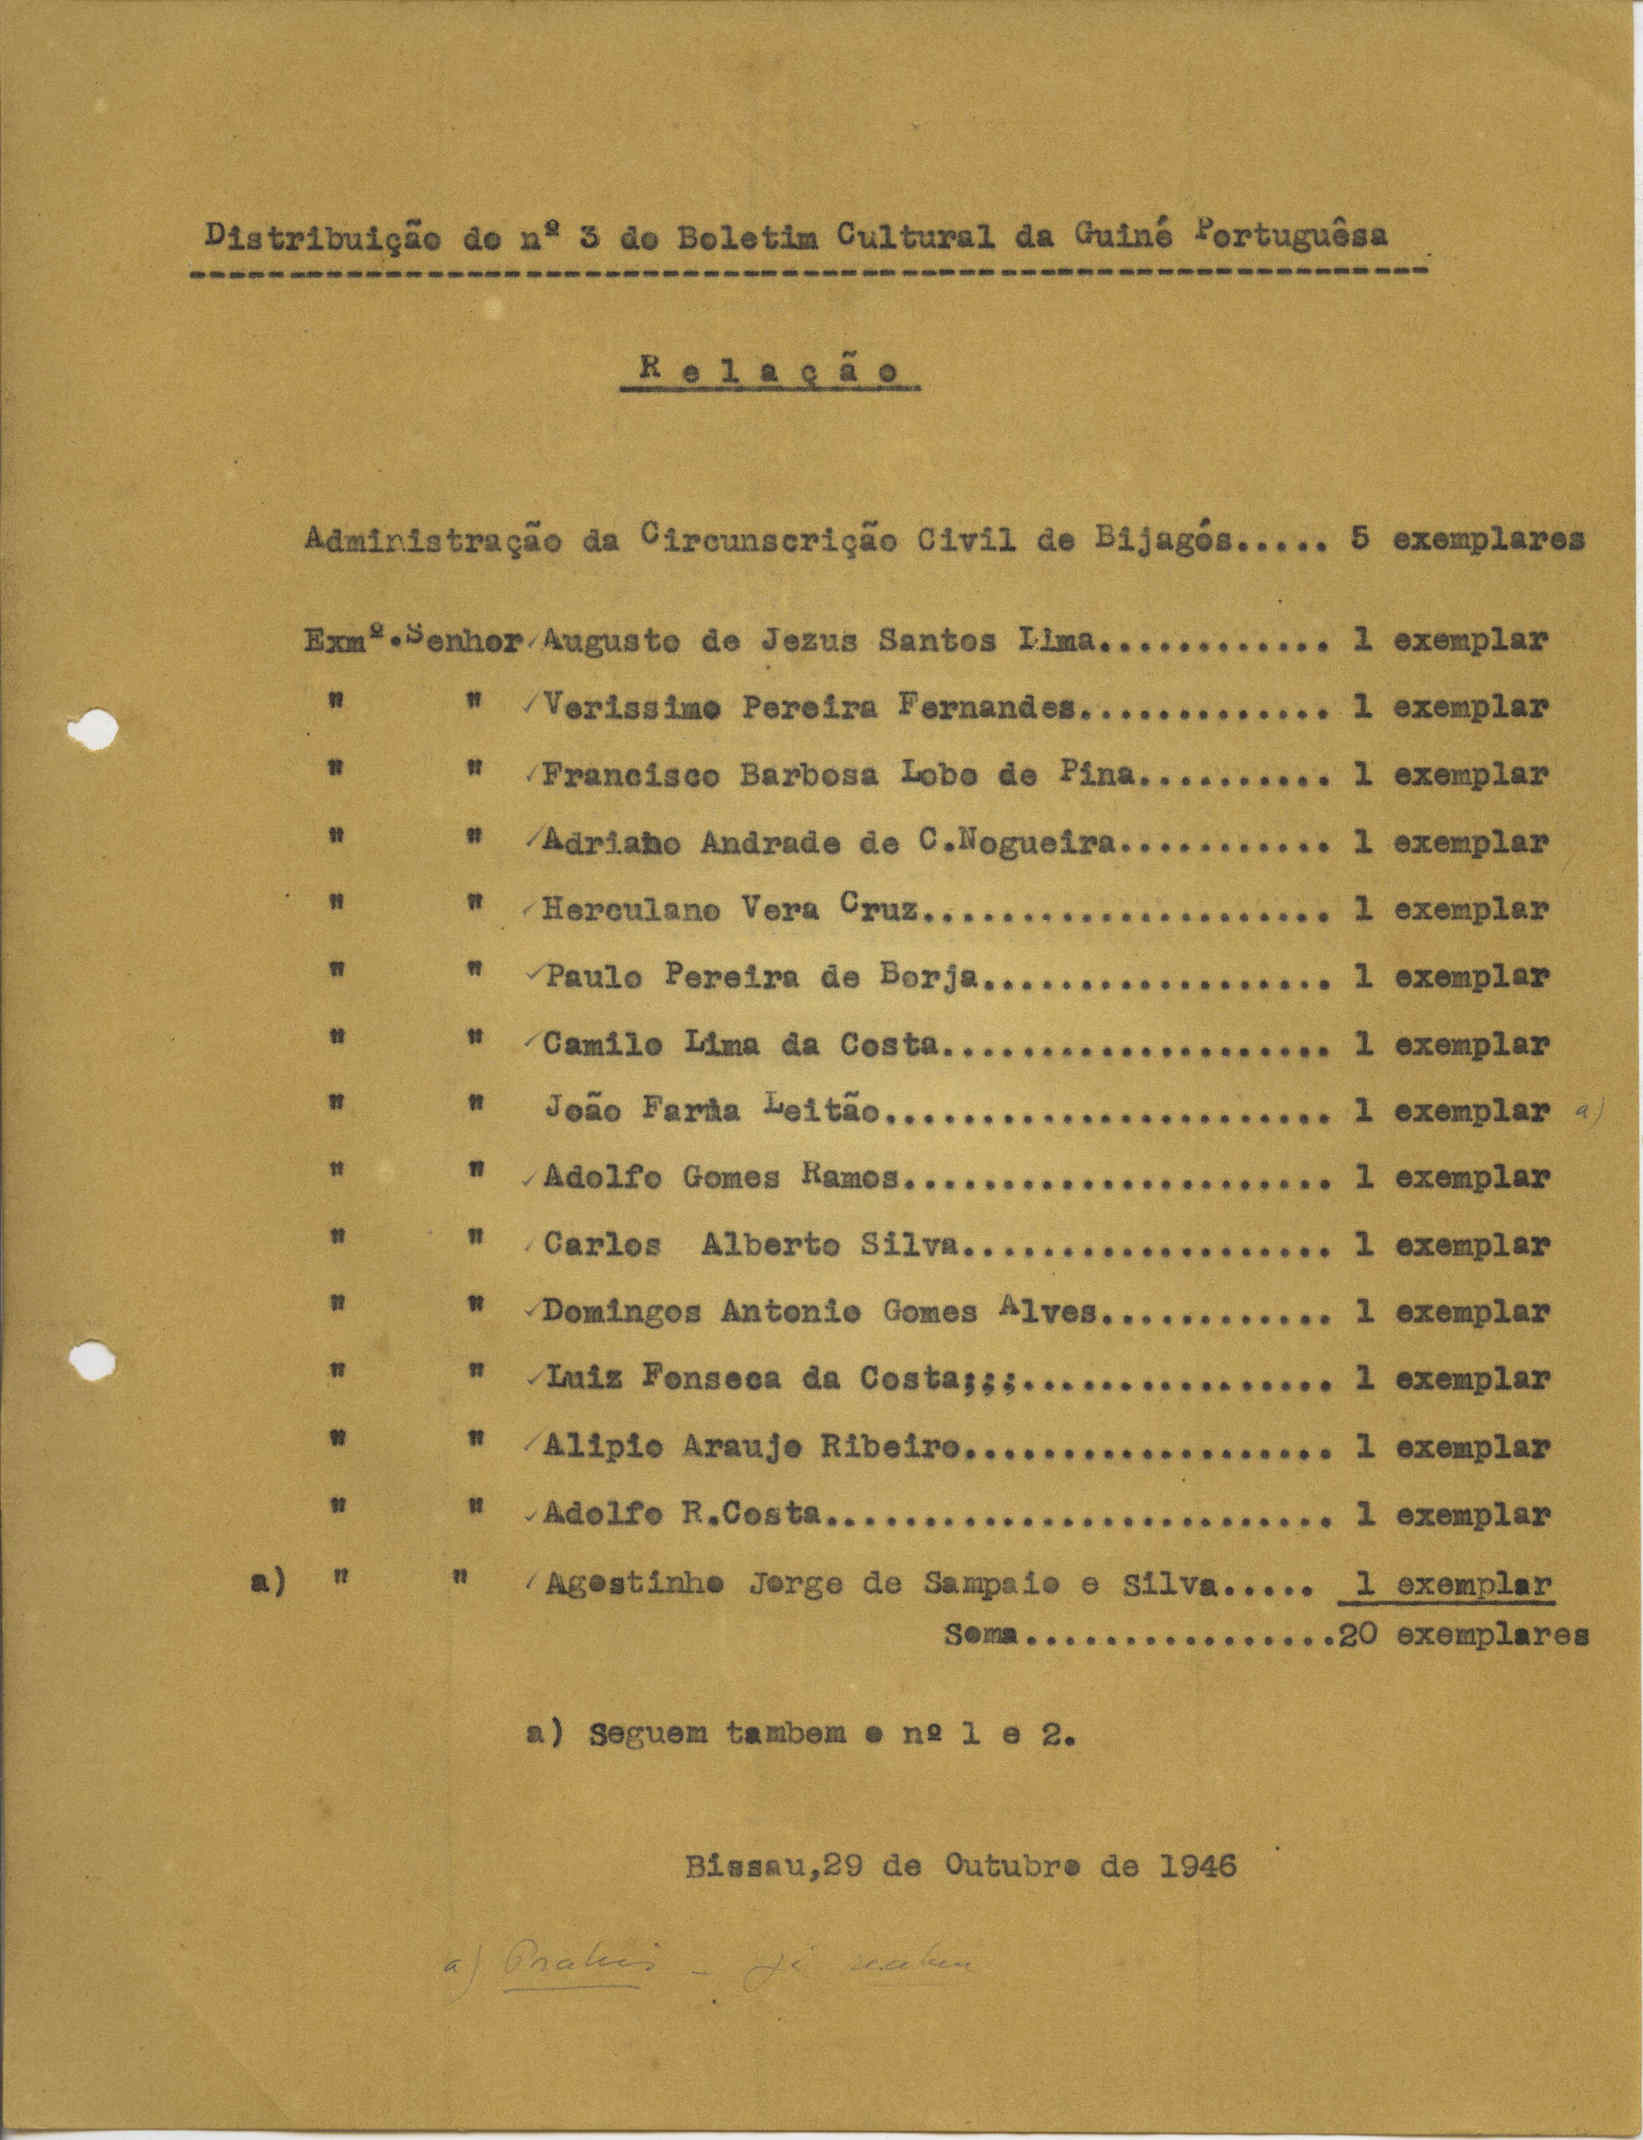 Distribuição do nº 3 do Boletim Cultural da Guiné Portuguêsa
Relação
Administração da Circunscrição Civil de Bijagós..... 5 exemplares
Exmº.Senhor Augusto de Jezus Santos Lima............ 1 exemplar
" " Verissimo Pereira Fernandes............. 1 exemplar
" " Francisco Barbosa Lobo de Pina.......... 1 exemplar
" " Adriano Andrade de C.Nogueira........... 1 exemplar
" " Herculano Vera Cruz..................... 1 exemplar
" " Paulo Pereira de Borja.................. 1 exemplar
" " Camilo Lima da Costa.................... 1 exemplar
" " João Faria Leitão....................... 1 exemplar a)
" " Adolfo Gomes Ramos...................... 1 exemplar
" " Carlos Alberto Silva................... 1 exemplar
" " Domingos Antonio Gomes Alves............ 1 exemplar
" " Luiz Fonseca da Costa;;;................ 1 exemplar
" " Alipio Araujo Ribeiro................... 1 exemplar
" " Adolfo R.Costa.......................... 1 exemplar
a) " " Agostinho Jorge de Sampaio e Silva..... 1 exemplar
Soma................20 exemplares
a) Seguem tambem o nº 1 e 2.
Bissau,29 de Outubro de 1946
a)